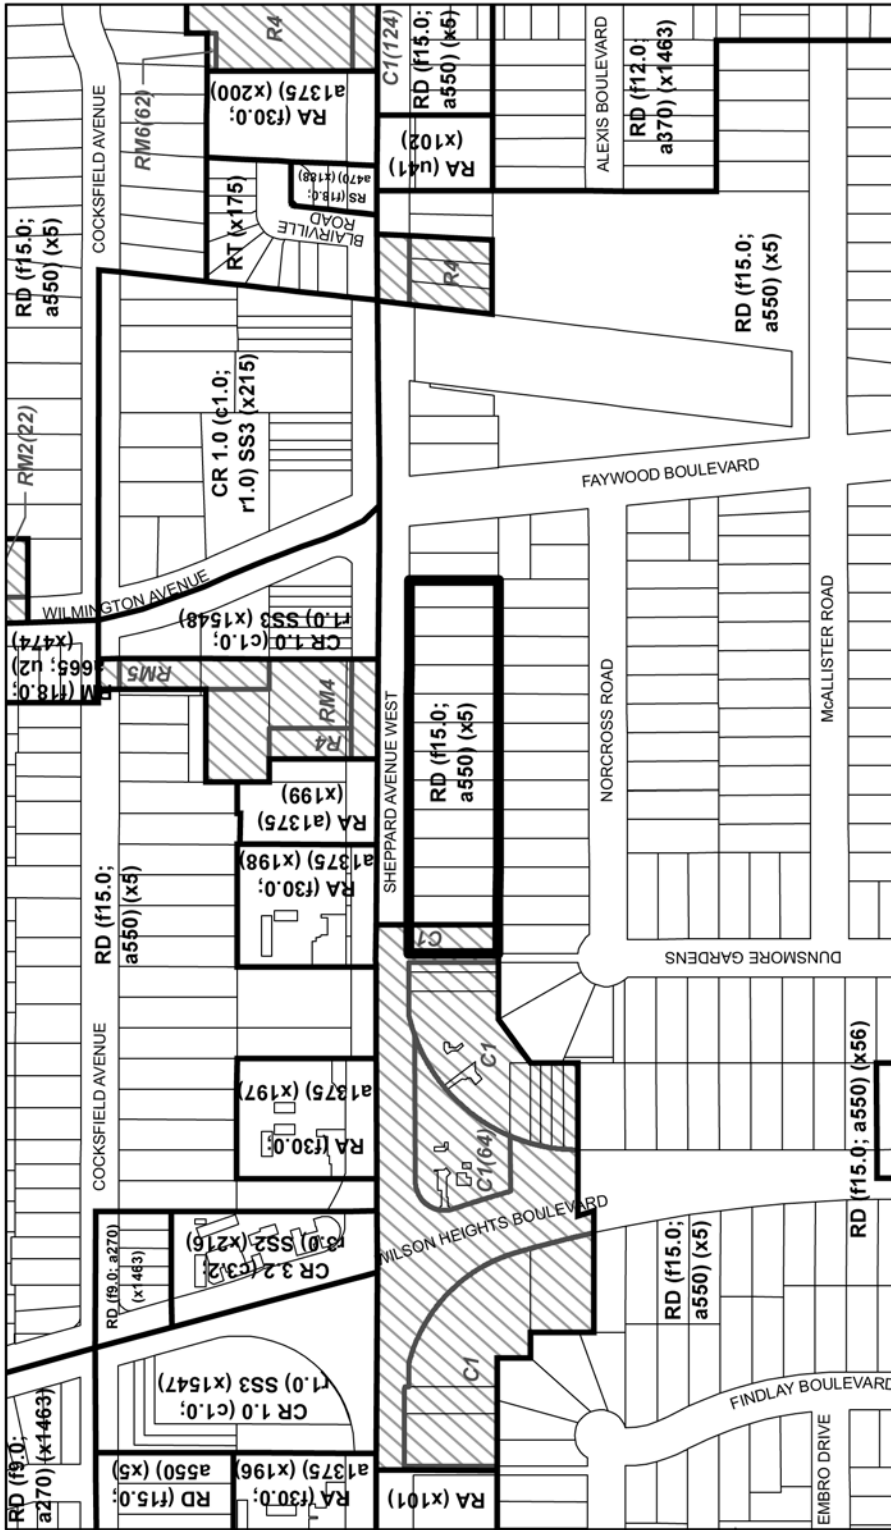 R4
RM6(62)
COCKSFIELD AVENUE
RD (f15.0;
a550) (x5)
RA (f30.0;
a1375) (x200)
C1(124)
RD (f15.0;
a550) (x5)
ALEXIS BOULEVARD
RD (f12.0;
a370) (x1463)
RA (u41)
(x102)
RT (x175)
RS (f18.0;
a470) (x188)
BLAIRVILLE
ROAD
R4
RD (f15.0;
a550) (x5)
RM2(22)
CR 1.0 (c1.0;
r1.0) SS3 (x215)
FAYWOOD BOULEVARD
WILMINGTON AVENUE
CR 1.0 (c1.0;
r1.0) SS3 (x1548)
RM (f18.0;
a665; u2)
(x474)
RM5
RM4
R4
SHEPPARD AVENUE WEST
RD (f15.0;
a550) (x5)
NORCROSS ROAD
McALLISTER ROAD
RA (a1375)
(x199)
RA (f30.0;
a1375) (x198)
RD (f15.0;
a550) (x5)
C1
DUNSMORE GARDENS
COCKSFIELD AVENUE
RA (f30.0;
a1375) (x197)
C1
C1(64)
WILSON HEIGHTS BOULEVARD
RD (f15.0; a550) (x56)
RD (f9.0; a270)
(x1463)
CR 3.2 (c3.2;
r3.0) SS2 (x216)
RD (f15.0;
a550) (x5)
C1
CR 1.0 (c1.0;
r1.0) SS3 (x1547)
FINDLAY BOULEVARD
EMBRO DRIVE
RD (f9.0;
a270) (x1463)
RD (f15.0;
a550) (x5)
RA (f30.0;
a1375) (x196)
RA (x101)